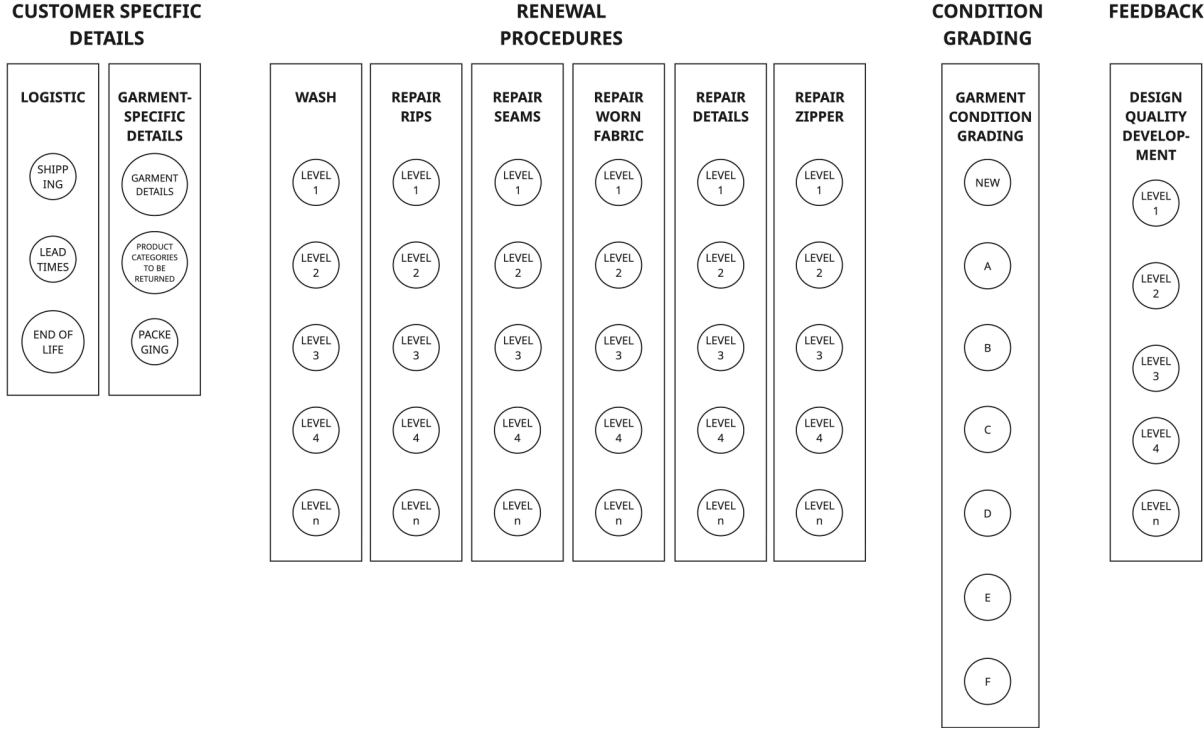 CUSTOMER SPECIFIC
DETAILS
LOGISTIC
SHIPP
ING
LEAD
TIMES
END OF
LIFE
GARMENT-
SPECIFIC
DETAILS
GARMENT
DETAILS
PRODUCT
CATEGORIES
TO BE
RETURNED
PACKE
GING
RENEWAL
PROCEDURES
WASH
LEVEL
1
LEVEL
2
LEVEL
3
LEVEL
4
LEVEL
n
REPAIR
RIPS
LEVEL
1
LEVEL
2
LEVEL
3
LEVEL
4
LEVEL
n
REPAIR
SEAMS
LEVEL
1
LEVEL
2
LEVEL
3
LEVEL
4
LEVEL
n
REPAIR
WORN
FABRIC
LEVEL
1
LEVEL
2
LEVEL
3
LEVEL
4
LEVEL
n
REPAIR
DETAILS
LEVEL
1
LEVEL
2
LEVEL
3
LEVEL
4
LEVEL
n
REPAIR
ZIPPER
LEVEL
1
LEVEL
2
LEVEL
3
LEVEL
4
LEVEL
n
CONDITION
GRADING
GARMENT
CONDITION
GRADING
NEW
A
B
C
D
E
F
FEEDBACK
DESIGN
QUALITY
DEVELOP-
MENT
LEVEL
1
LEVEL
2
LEVEL
3
LEVEL
4
LEVEL
n